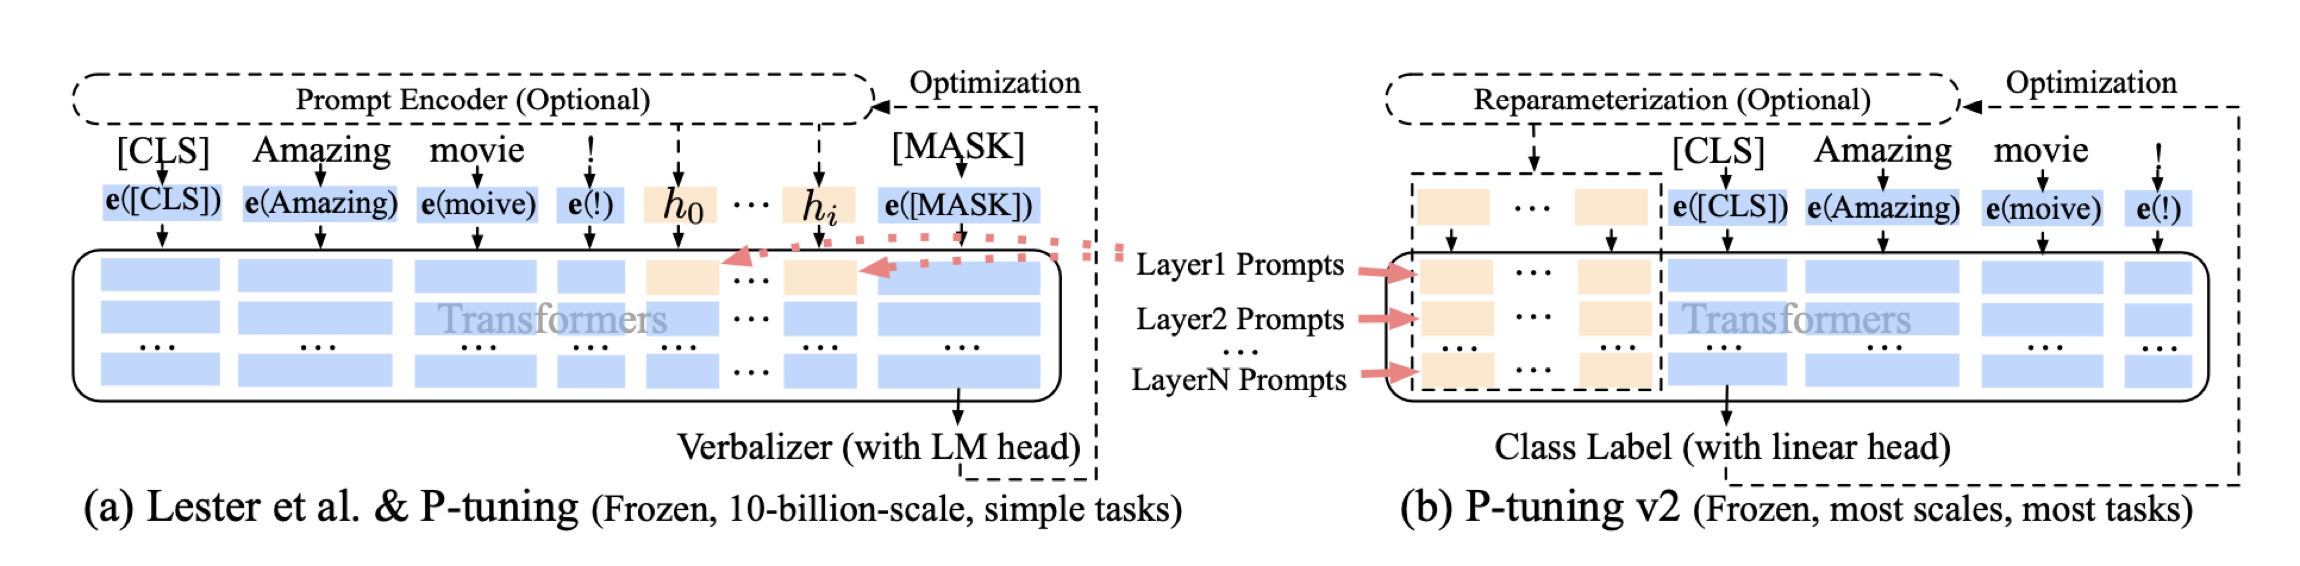 Prompt Encoder (Optional)
Optimization
[CLS] Amazing movie ! [MASK]
e([CLS]) e(Amazing) e(moive) e(!) h0 ... hi e([MASK])
Transformers
Verbalizer (with LM head)
(a) Lester et al. & P-tuning (Frozen, 10-billion-scale, simple tasks)
Layer1 Prompts
Layer2 Prompts
...
LayerN Prompts
Reparameterization (Optional)
Optimization
[CLS] Amazing movie !
... e([CLS]) e(Amazing) e(moive) e(!)
Transformers
Class Label (with linear head)
(b) P-tuning v2 (Frozen, most scales, most tasks)